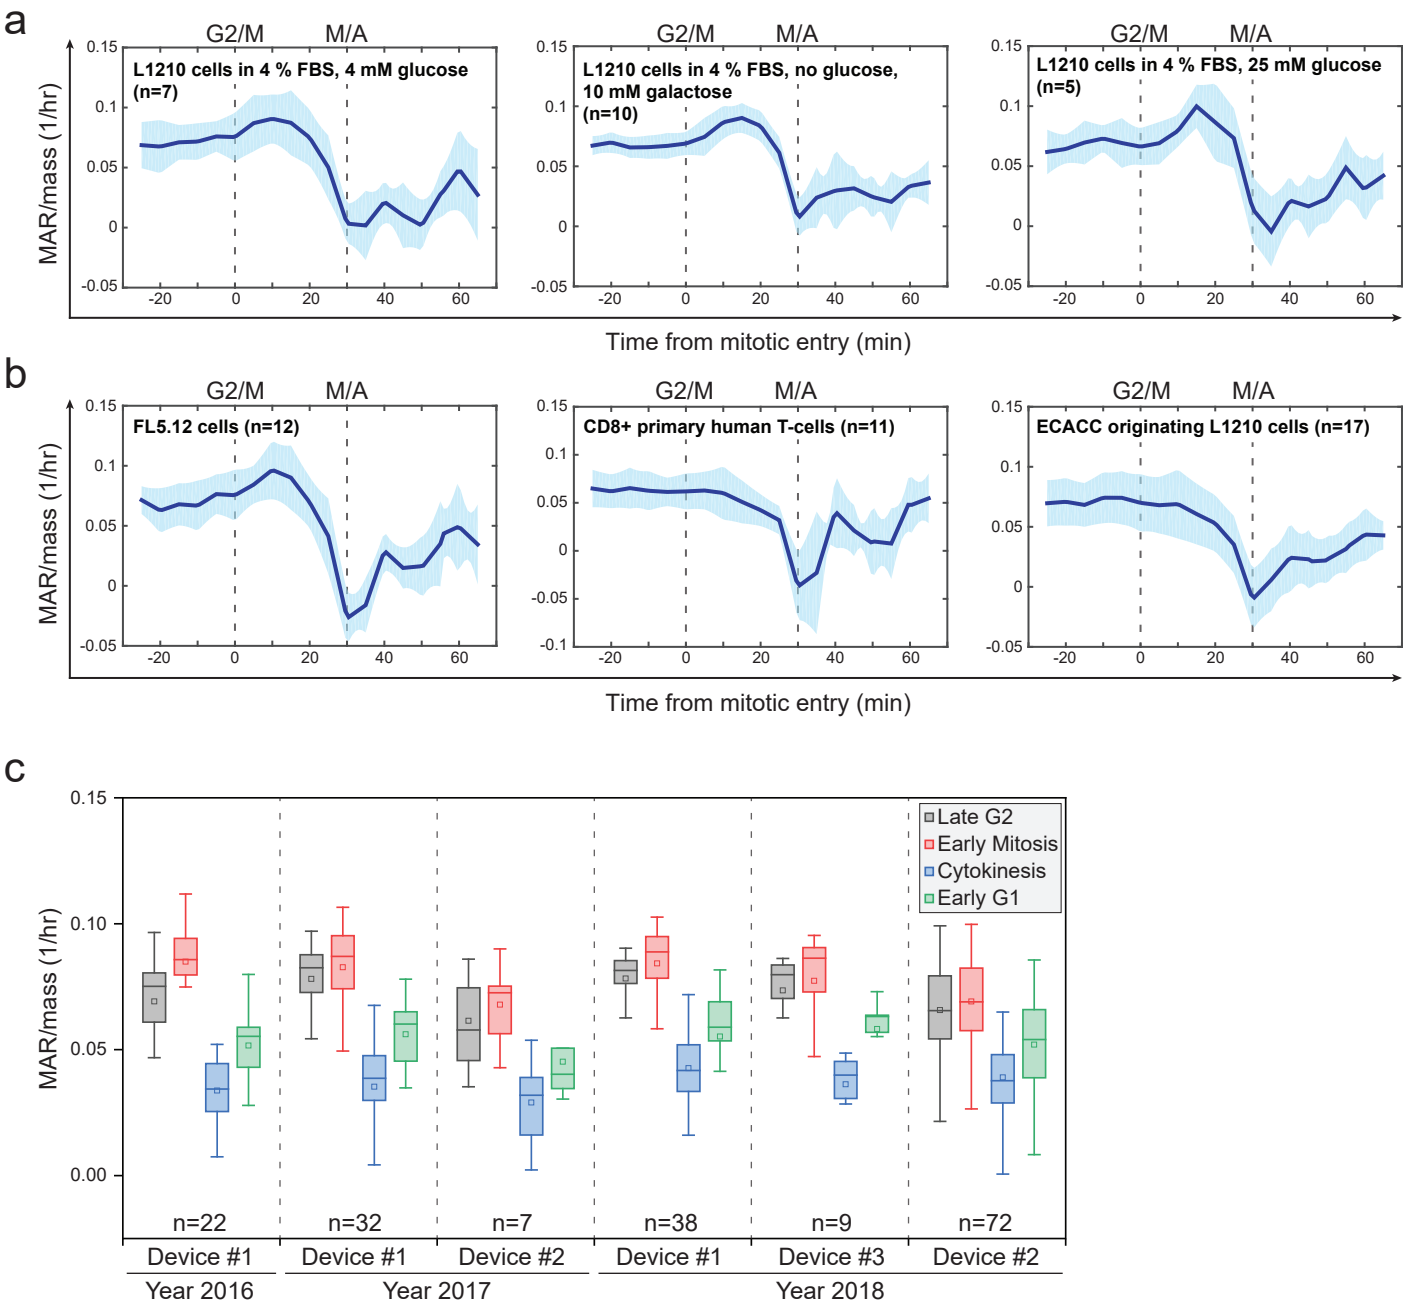 a
G2/M M/A G2/M M/A G2/M M/A
MAR/mass (1/hr)
0.15
0.1
0.05
0
-0.05
L1210 cells in 4 % FBS, 4 mM glucose
(n=7)
-20 0 20 40 60
0.15
0.1
0.05
0
-0.05
L1210 cells in 4 % FBS, no glucose,
10 mM galactose
(n=10)
-20 0 20 40 60
0.15
0.1
0.05
0
-0.05
L1210 cells in 4 % FBS, 25 mM glucose
(n=5)
-20 0 20 40 60
Time from mitotic entry (min)
b
G2/M M/A G2/M M/A G2/M M/A
MAR/mass (1/hr)
0.15
0.1
0.05
0
-0.05
FL5.12 cells (n=12)
-20 0 20 40 60
0.15
0.1
0.05
0
-0.05
-0.1
CD8+ primary human T-cells (n=11)
-20 0 20 40 60
0.15
0.1
0.05
0
-0.05
ECACC originating L1210 cells (n=17)
-20 0 20 40 60
Time from mitotic entry (min)
c
MAR/mass (1/hr)
0.15
0.10
0.05
0.00
Late G2
Early Mitosis
Cytokinesis
Early G1
n=22 n=32 n=7 n=38 n=9 n=72
Device #1 Device #1 Device #2 Device #1 Device #3 Device #2
Year 2016 Year 2017 Year 2018